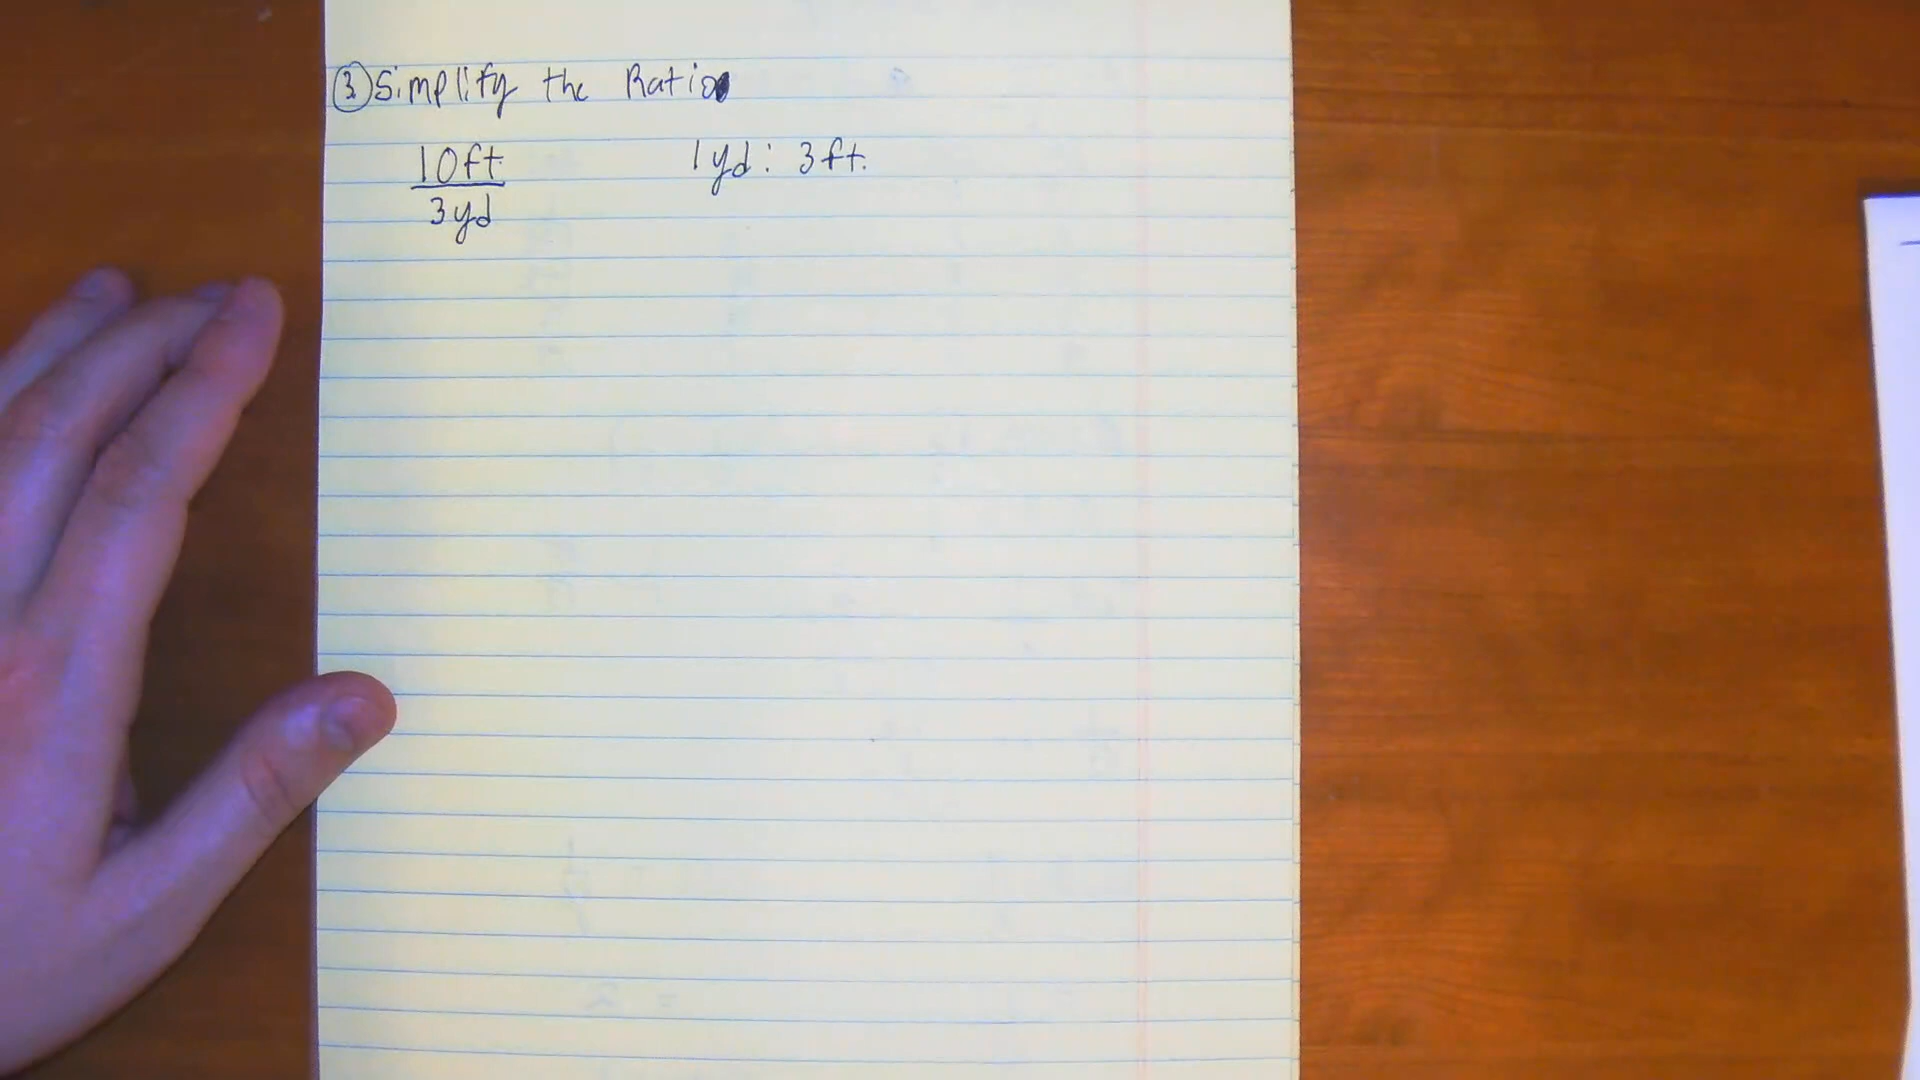 ③ Simplify the Ratio
10ft. 1yd: 3ft.
3yd